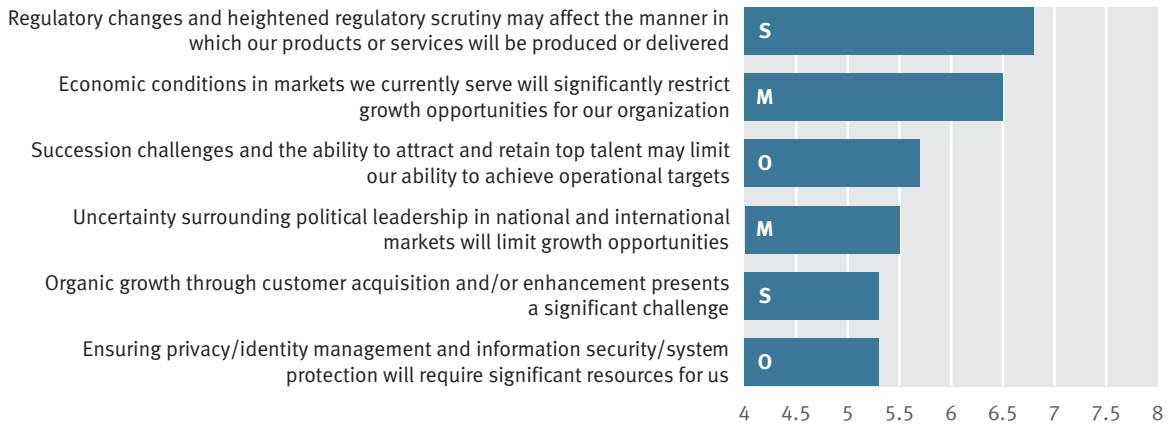 Regulatory changes and heightened regulatory scrutiny may affect the manner in
which our products or services will be produced or delivered
S
Economic conditions in markets we currently serve will significantly restrict
growth opportunities for our organization
M
Succession challenges and the ability to attract and retain top talent may limit
our ability to achieve operational targets
O
Uncertainty surrounding political leadership in national and international
markets will limit growth opportunities
M
Organic growth through customer acquisition and/or enhancement presents
a significant challenge
S
Ensuring privacy/identity management and information security/system
protection will require significant resources for us
O
4 4.5 5 5.5 6 6.5 7 7.5 8